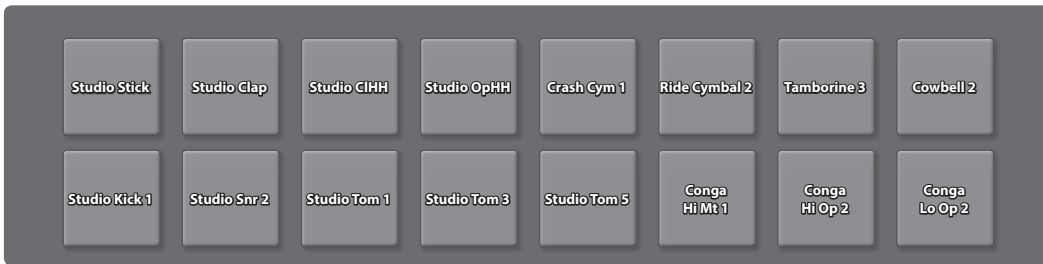 Studio Stick
Studio Clap
Studio ClHH
Studio OpHH
Crash Cym 1
Ride Cymbal 2
Tamborine 3
Cowbell 2
Studio Kick 1
Studio Snr 2
Studio Tom 1
Studio Tom 3
Studio Tom 5
Conga
Hi Mt 1
Conga
Hi Op 2
Conga
Lo Op 2